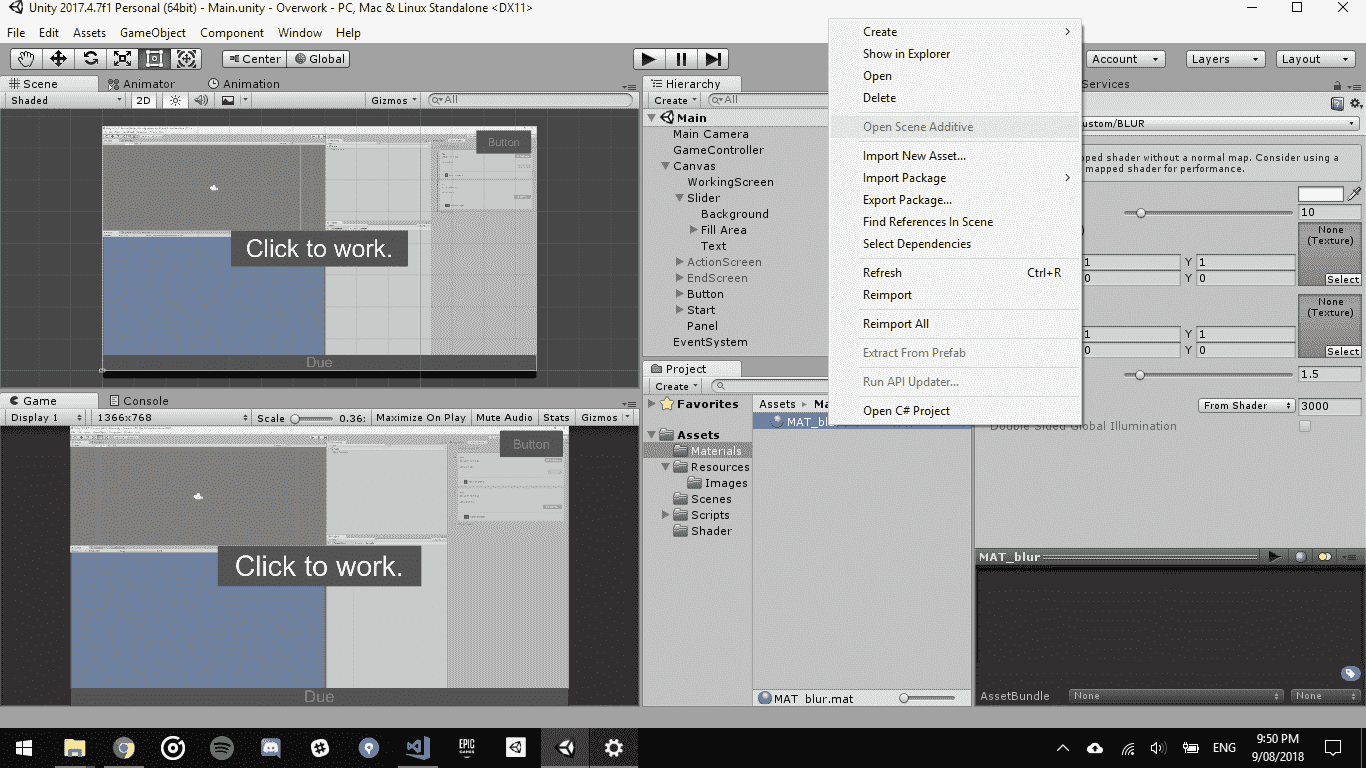 Unity 2017.4.7f1 Personal (64bit) - Main.unity - Overwork - PC, Mac & Linux Standalone <DX11>
File Edit Assets GameObject Component Window Help
Center Global
Account Layers Layout
Scene Animator Animation
Shaded 2D Gizmos All
Button
Click to work.
Due
Game Console
Display 1 1366x768 Scale 0.36: Maximize On Play Mute Audio Stats Gizmos
Button
Click to work.
Due
Hierarchy
Create All
Main
Main Camera
GameController
Canvas
WorkingScreen
Slider
Background
Fill Area
Text
ActionScreen
EndScreen
Button
Start
Panel
EventSystem
Project
Create
Favorites
Assets
Materials
Resources
Images
Scenes
Scripts
Shader
Assets
MAT_blur.mat
Create
Show in Explorer
Open
Delete
Open Scene Additive
Import New Asset...
Import Package
Export Package...
Find References In Scene
Select Dependencies
Refresh Ctrl+R
Reimport
Reimport All
Extract From Prefab
Run API Updater...
Open C# Project
Services
ustom/BLUR
pped shader without a normal map. Consider using a
mapped shader for performance.
10
None
(Texture)
1 Y 1
0 Y 0
Select
None
(Texture)
1 Y 1
0 Y 0
Select
1.5
From Shader 3000
Double Sided Global Illumination
MAT_blur
AssetBundle None None
EPIC GAMES
ENG
9:50 PM
9/08/2018